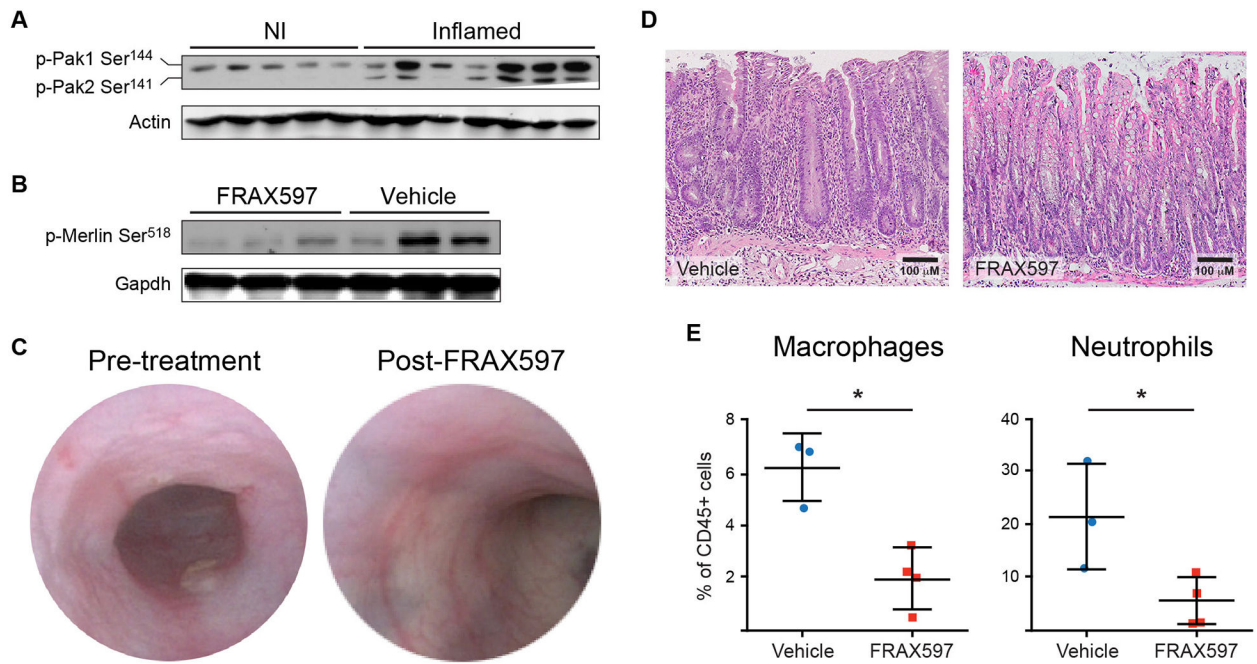 A
NI
Inflamed
p-Pak1 Ser144
p-Pak2 Ser141
Actin
B
FRAX597
Vehicle
p-Merlin Ser518
Gapdh
C
Pre-treatment
Post-FRAX597
D
Vehicle
100 µM
FRAX597
100 µM
E
Macrophages
Neutrophils
*
*
% of CD45+ cells
8
6
4
2
40
30
20
10
Vehicle
FRAX597
Vehicle
FRAX597